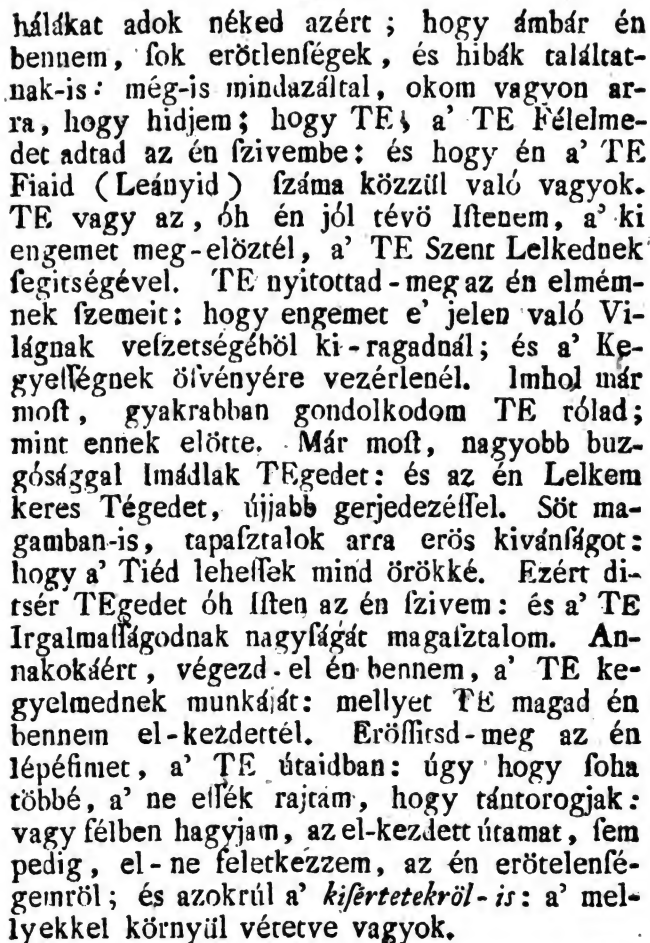 hálákat adok néked azért ; hogy ámbár én
bennem, ſok erötlenſégek, és hibák találtat-
nak-is: még-is mindazáltal, okom vagyon ar-
ra, hogy hidjem; hogy TE, a' TE Félelme-
det adtad az én ſzivembe: és hogy én a' TE
Fiaid (Leányid) ſzáma közzül való vagyok.
TE vagy az, óh én jól tévö Iſtenem, a' ki
engemet meg-elöztél, a' TE Szent Lelkednek
ſegitségével. TE nyitottad-meg az én elmém-
nek ſzemeit: hogy engemet e' jelen való Vi-
lágnak veſzetségéböl ki-ragadnál; és a' Ke-
gyeſſégnek öſvényére vezérlenél. Imhol már
moſt, gyakrabban gondolkodom TE rólad;
mint ennek elötte. Már moſt, nagyobb buz-
gósággal Imádlak TEgedet: és az én Lelkem
keres Tégedet, újjabb gerjedezéſſel. Söt ma-
gamban-is, tapaſztalok arra erös kivánſágot:
hogy a' Tiéd leheſſek mind örökké. Ezért di-
tsér TEgedet óh Iſten az én ſzivem: és a' TE
Irgalmaſſágodnak nagyſágát magaſztalom. An-
nakokáért, végezd-el én bennem, a' TE ke-
gyelmednek munkáját: mellyet TE magad én
bennem el-kezdettél. Eröſſitsd-meg az én
lépéſimet, a' TE útaidban: úgy hogy ſoha
többé, a' ne eſſék rajtam, hogy tántorogjak:
vagy félben hagyjam, az el-kezdett útamat, ſem
pedig, el-ne feletkezzem, az én erötelenſé-
gemröl; és azokrúl a' kiſértetekröl-is: a' mel-
lyekkel környül vétetve vagyok.